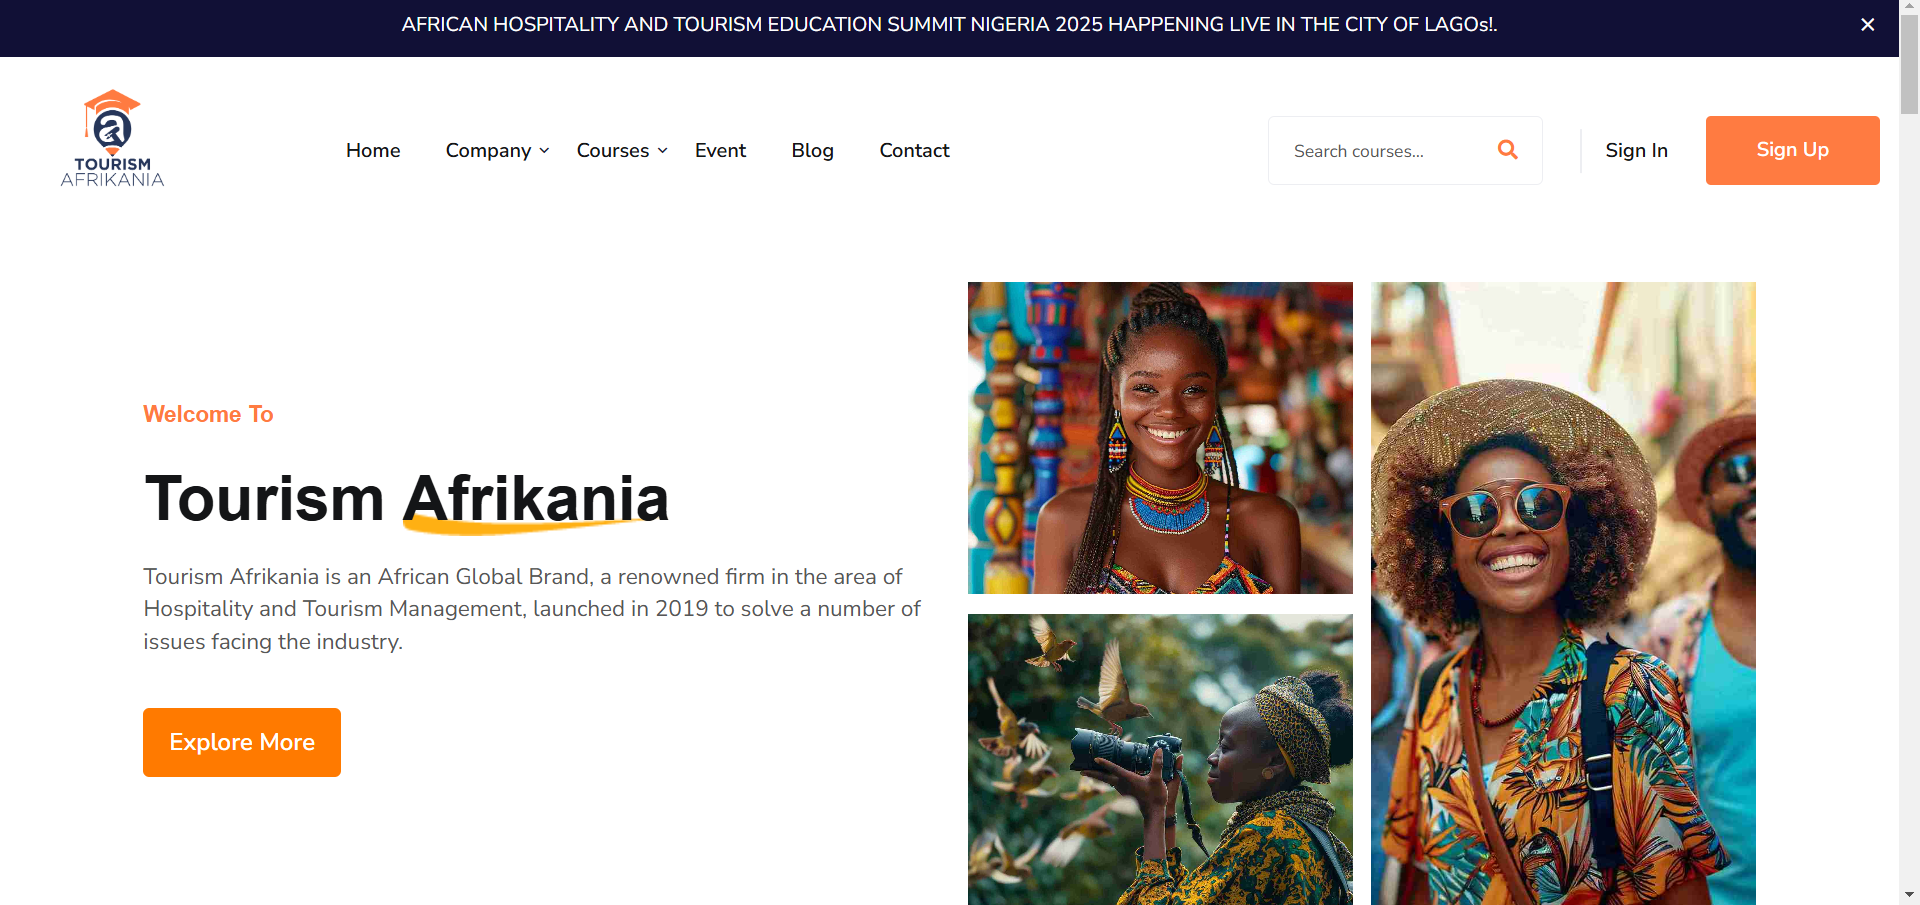 AFRICAN HOSPITALITY AND TOURISM EDUCATION SUMMIT NIGERIA 2025 HAPPENING LIVE IN THE CITY OF LAGOs!.
a
TOURISM
AFRIKANIA
Home Company Courses Event Blog Contact Search courses... Sign In Sign Up
Welcome To
Tourism Afrikania
Tourism Afrikania is an African Global Brand, a renowned firm in the area of
Hospitality and Tourism Management, launched in 2019 to solve a number of
issues facing the industry.
Explore More